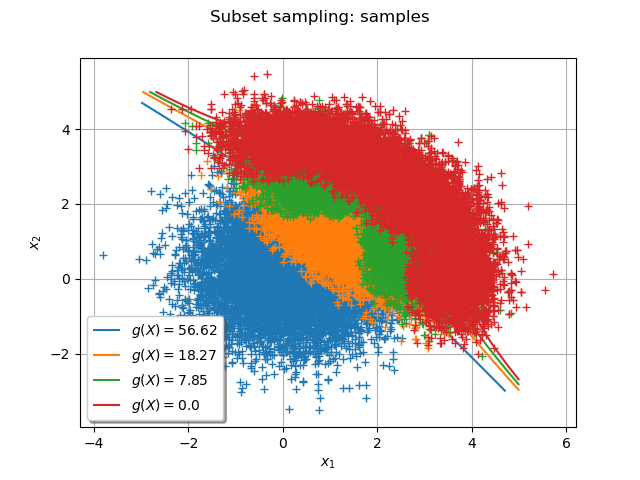 Subset sampling: samples
x₂
4
2
0
−2
g(X) = 56.62
g(X) = 18.27
g(X) = 7.85
g(X) = 0.0
−4 −2 0 2 4 6
x₁